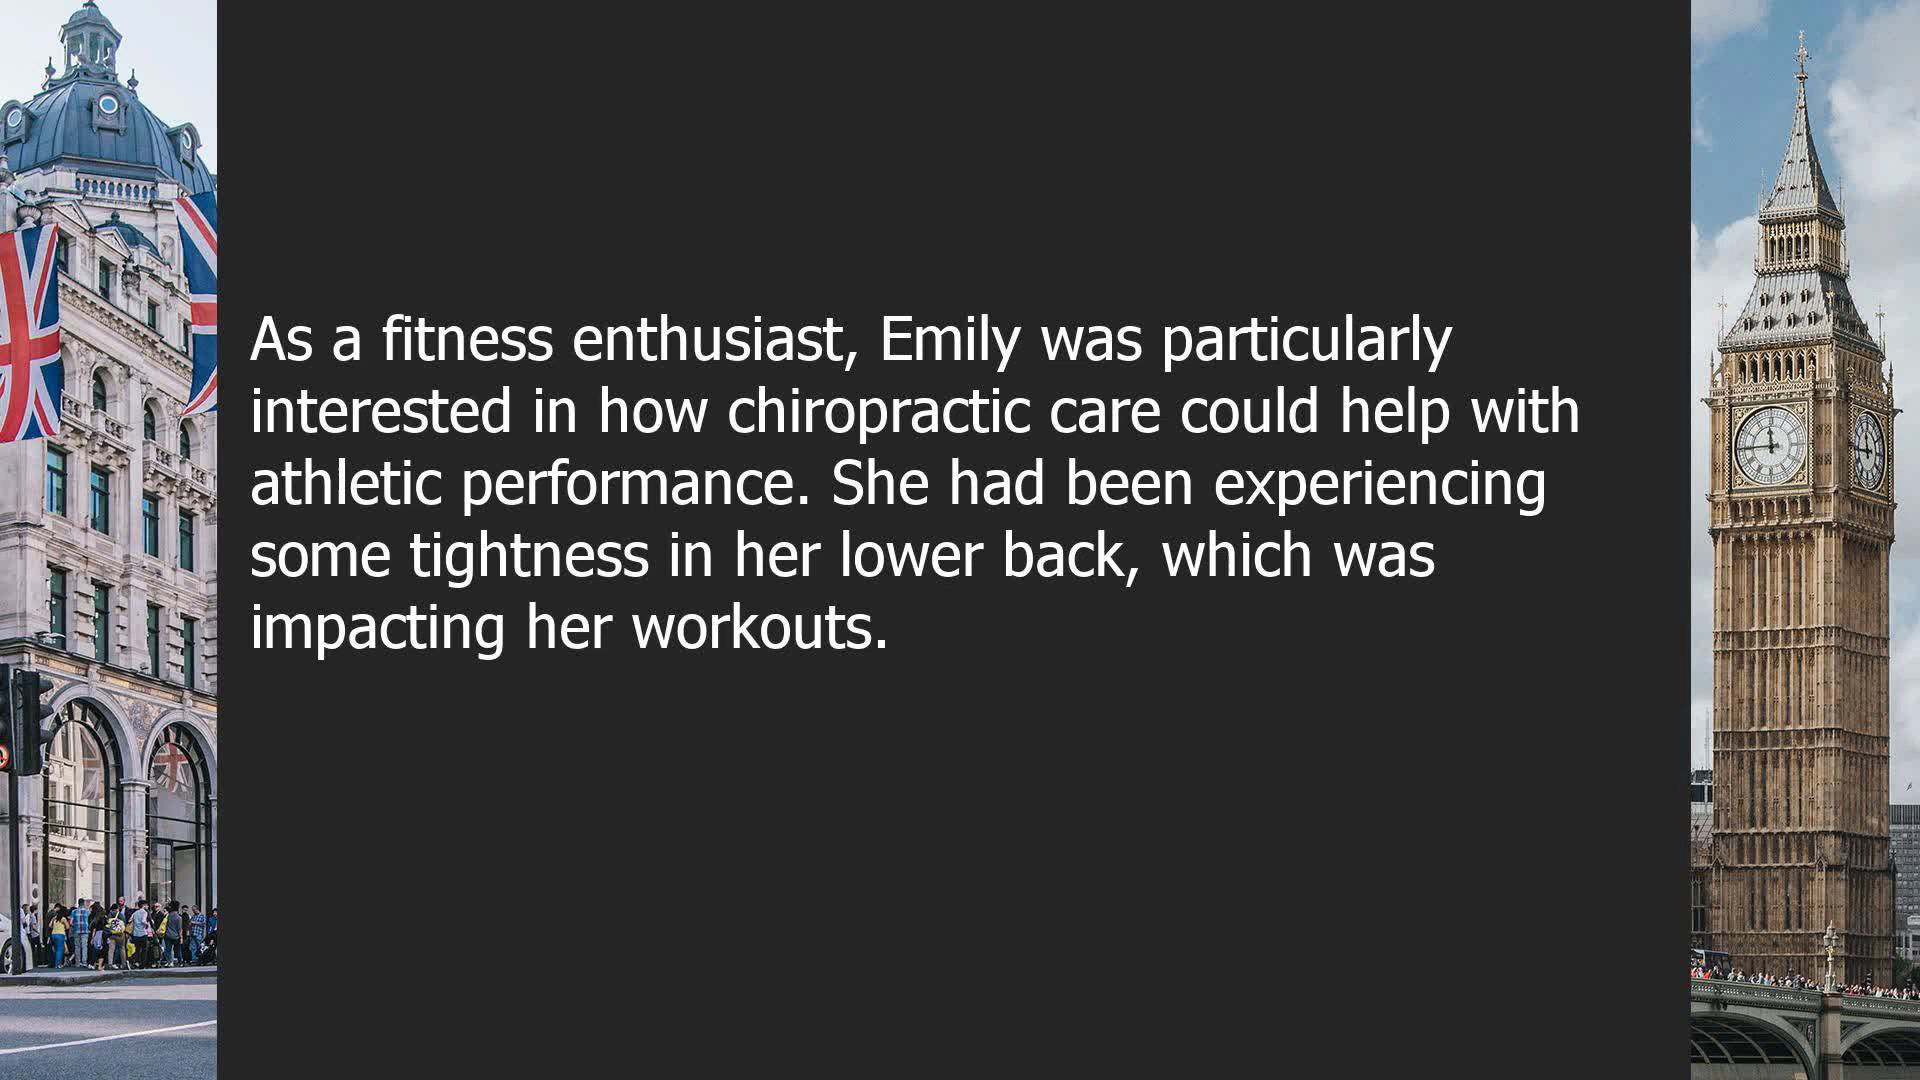 As a fitness enthusiast, Emily was particularly
interested in how chiropractic care could help with
athletic performance. She had been experiencing
some tightness in her lower back, which was
impacting her workouts.